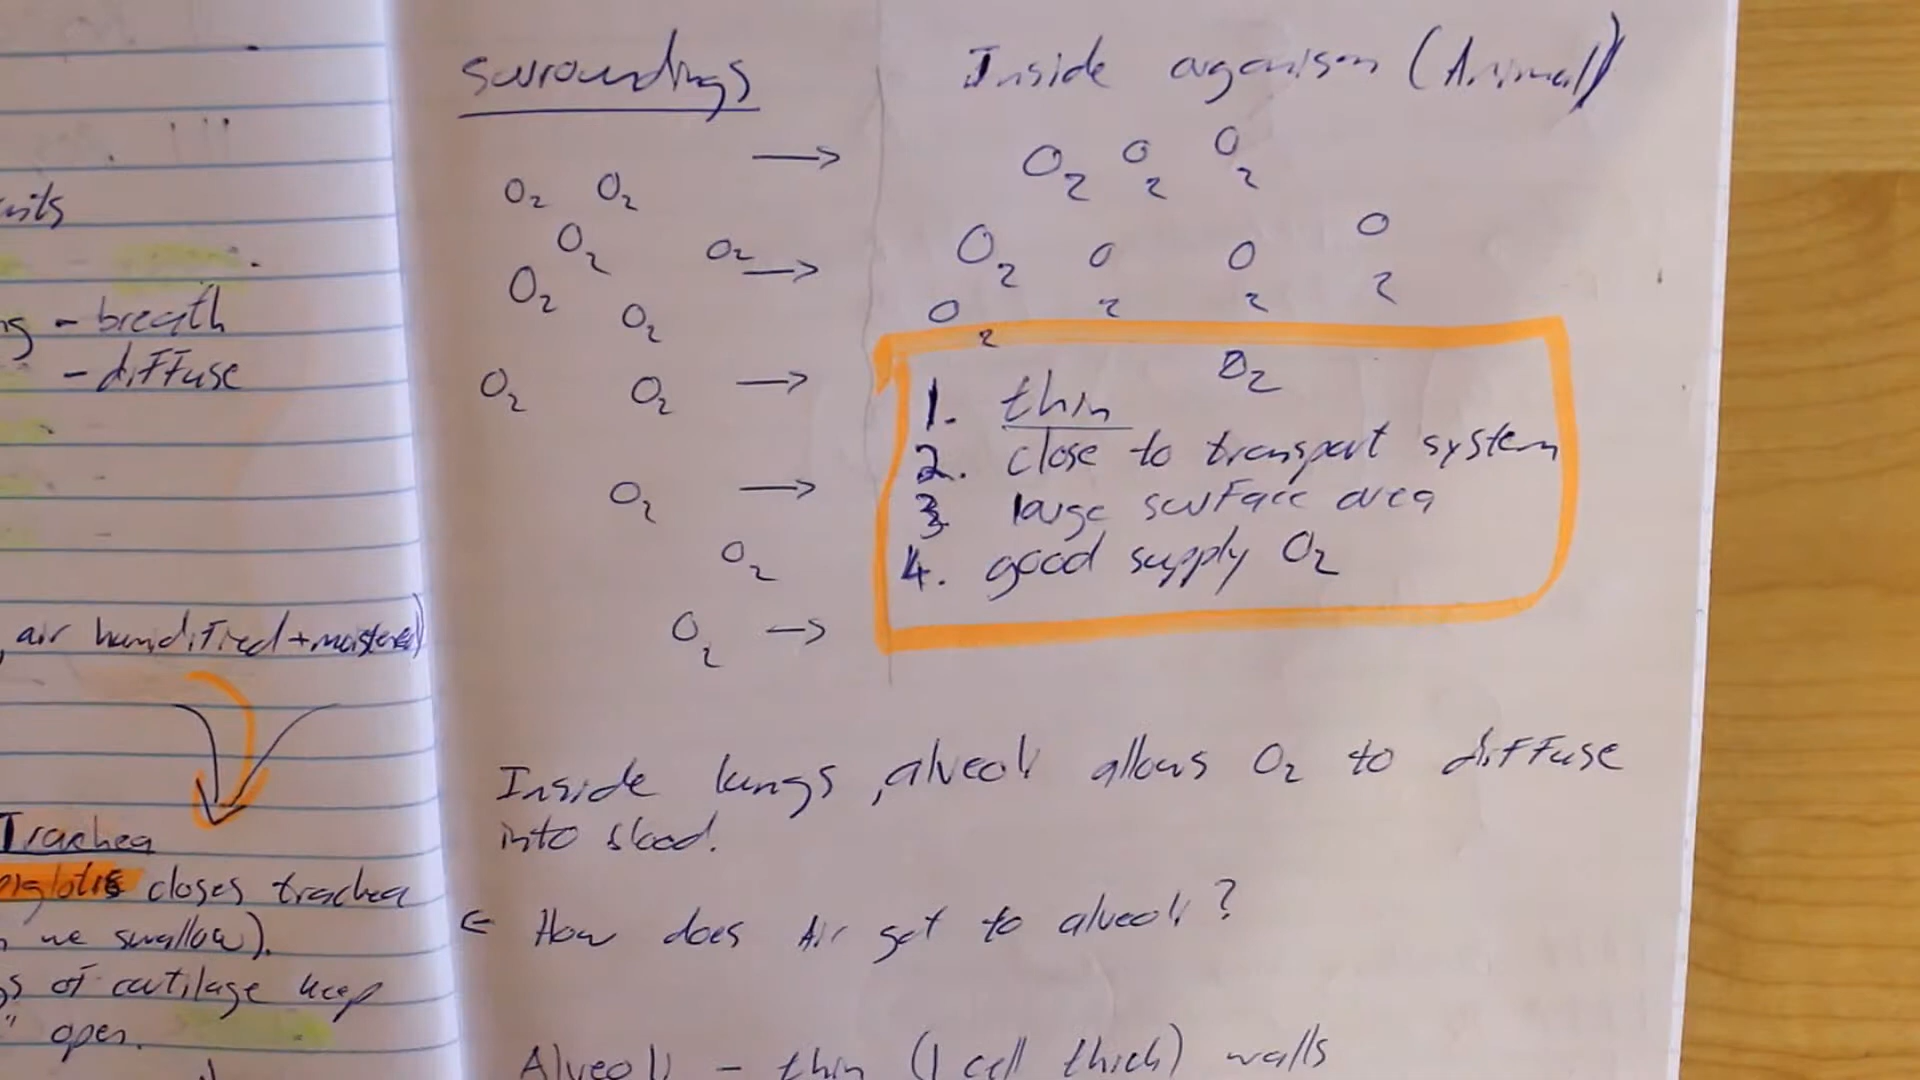 - breath
- diffuse
air humidified + moistened)
Trachea
closes trachea
we swallow).
of cartilage keep
" open.
Surroundings
Inside organism (Animal)
O2 O2 O2
O2 O2
O2 O2
O2 O2 O2 O2
O2 O2
O2
O2 O2
O2
1. thin
2. close to transport system
3 large surface area
4. good supply O2
O2
O2
O2
Inside lungs, alveoli allows O2 to diffuse
into blood.
← How does Air get to alveoli?
Alveoli - thin (1 cell thick) walls